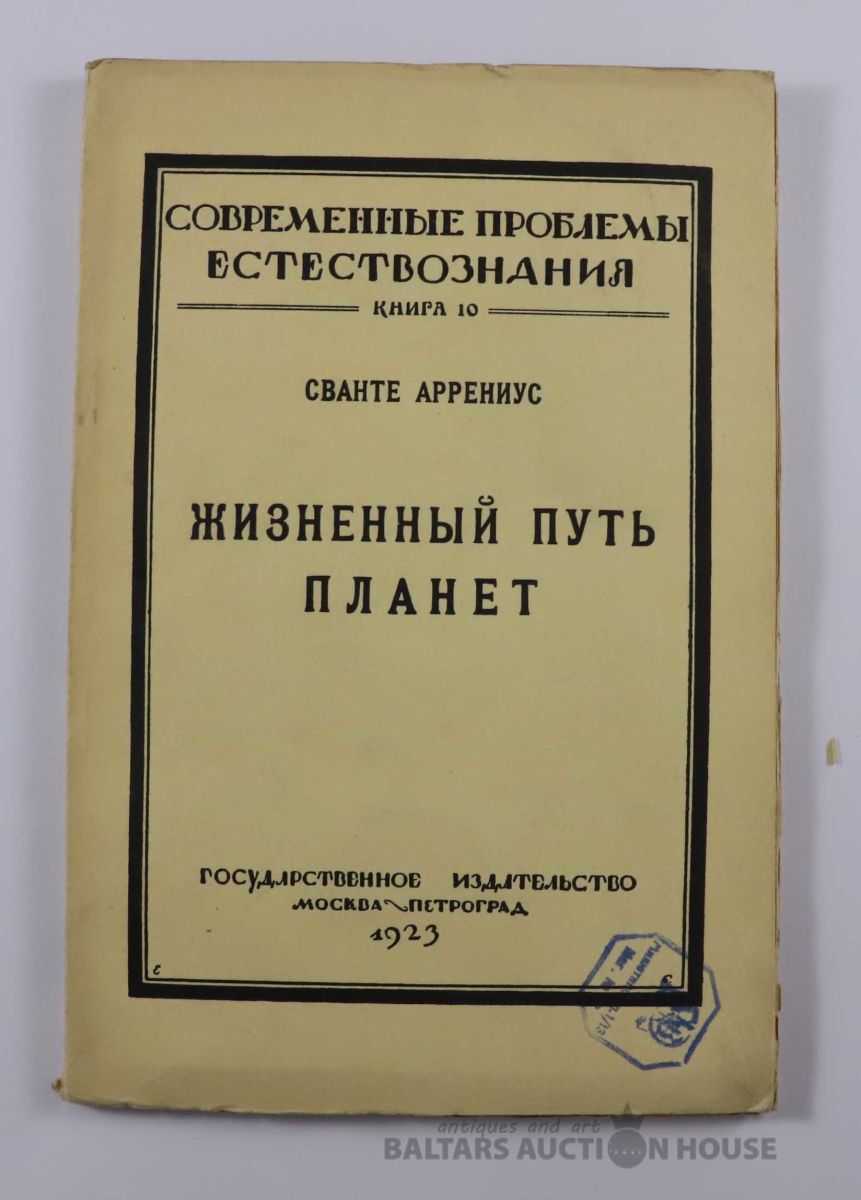 СОВРЕМЕННЫЕ ПРОБЛЕМЫ
ЕСТЕСТВОЗНАНИЯ
КНИГА 10
СВАНТЕ АРРЕНИУС
ЖИЗНЕННЫЙ ПУТЬ
ПЛАНЕТ
ГОСУДАРСТВЕННОЕ ИЗДАТЕЛЬСТВО
МОСКВА~ПЕТРОГРАД
1923
antiques and art
BALTARS AUCTION HOUSE